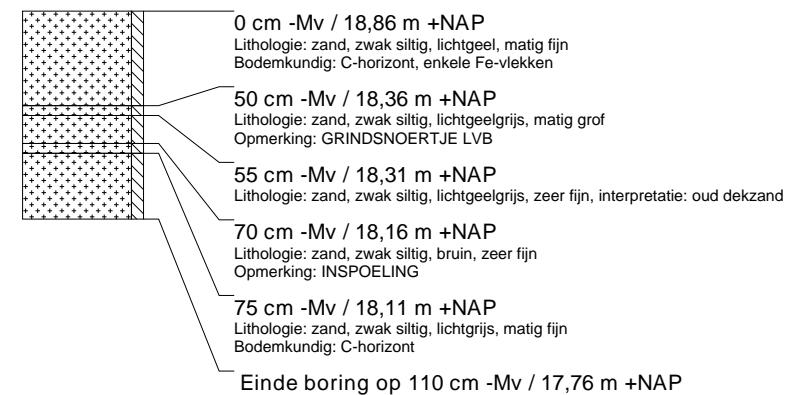 0 cm -Mv / 18,86 m +NAP
Lithologie: zand, zwak siltig, lichtgeel, matig fijn
Bodemkundig: C-horizont, enkele Fe-vlekken
50 cm -Mv / 18,36 m +NAP
Lithologie: zand, zwak siltig, lichtgeelgrijs, matig grof
Opmerking: GRINDSNOERTJE LVB
55 cm -Mv / 18,31 m +NAP
Lithologie: zand, zwak siltig, lichtgeelgrijs, zeer fijn, interpretatie: oud dekzand
70 cm -Mv / 18,16 m +NAP
Lithologie: zand, zwak siltig, bruin, zeer fijn
Opmerking: INSPOELING
75 cm -Mv / 18,11 m +NAP
Lithologie: zand, zwak siltig, lichtgrijs, matig fijn
Bodemkundig: C-horizont
Einde boring op 110 cm -Mv / 17,76 m +NAP